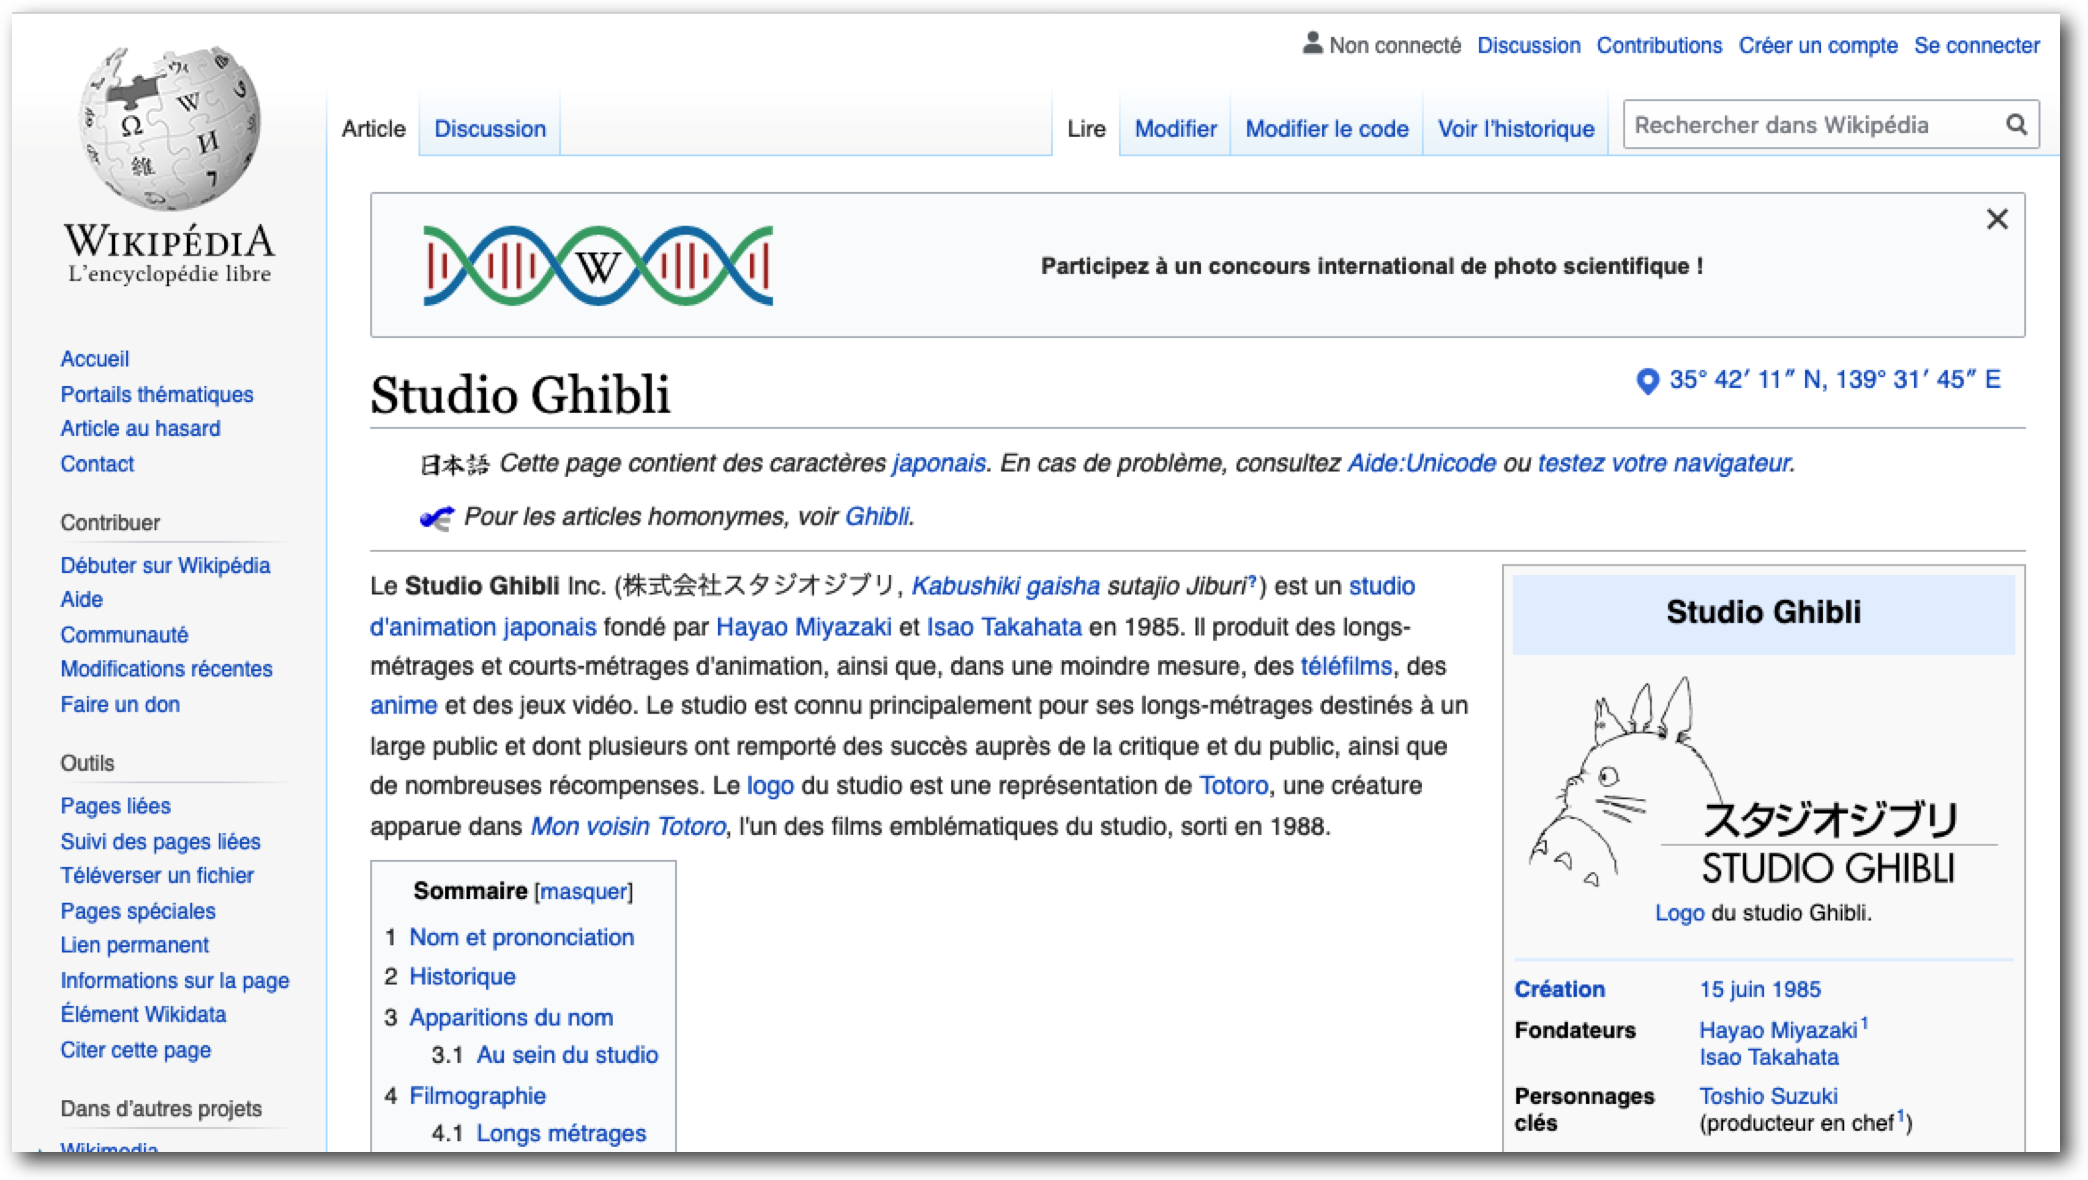 Non connecté Discussion Contributions Créer un compte Se connecter
Article Discussion Lire Modifier Modifier le code Voir l'historique Rechercher dans Wikipédia
WIKIPÉDIA
L'encyclopédie libre
Accueil
Portails thématiques
Article au hasard
Contact
Contribuer
Débuter sur Wikipédia
Aide
Communauté
Modifications récentes
Faire un don
Outils
Pages liées
Suivi des pages liées
Téléverser un fichier
Pages spéciales
Lien permanent
Informations sur la page
Élément Wikidata
Citer cette page
Dans d'autres projets
Wikimedia
W
Participez à un concours international de photo scientifique !
Studio Ghibli
35° 42′ 11″ N, 139° 31′ 45″ E
日本語 Cette page contient des caractères japonais. En cas de problème, consultez Aide:Unicode ou testez votre navigateur.
Pour les articles homonymes, voir Ghibli.
Le Studio Ghibli Inc. (株式会社スタジオジブリ, Kabushiki gaisha sutajio Jiburi?) est un studio
d'animation japonais fondé par Hayao Miyazaki et Isao Takahata en 1985. Il produit des longs-
métrages et courts-métrages d'animation, ainsi que, dans une moindre mesure, des téléfilms, des
anime et des jeux vidéo. Le studio est connu principalement pour ses longs-métrages destinés à un
large public et dont plusieurs ont remporté des succès auprès de la critique et du public, ainsi que
de nombreuses récompenses. Le logo du studio est une représentation de Totoro, une créature
apparue dans Mon voisin Totoro, l'un des films emblématiques du studio, sorti en 1988.
Sommaire [masquer]
1 Nom et prononciation
2 Historique
3 Apparitions du nom
3.1 Au sein du studio
4 Filmographie
4.1 Longs métrages
Studio Ghibli
スタジオジブリ
STUDIO GHIBLI
Logo du studio Ghibli.
Création 15 juin 1985
Fondateurs Hayao Miyazaki1
Isao Takahata
Personnages Toshio Suzuki
clés (producteur en chef1)